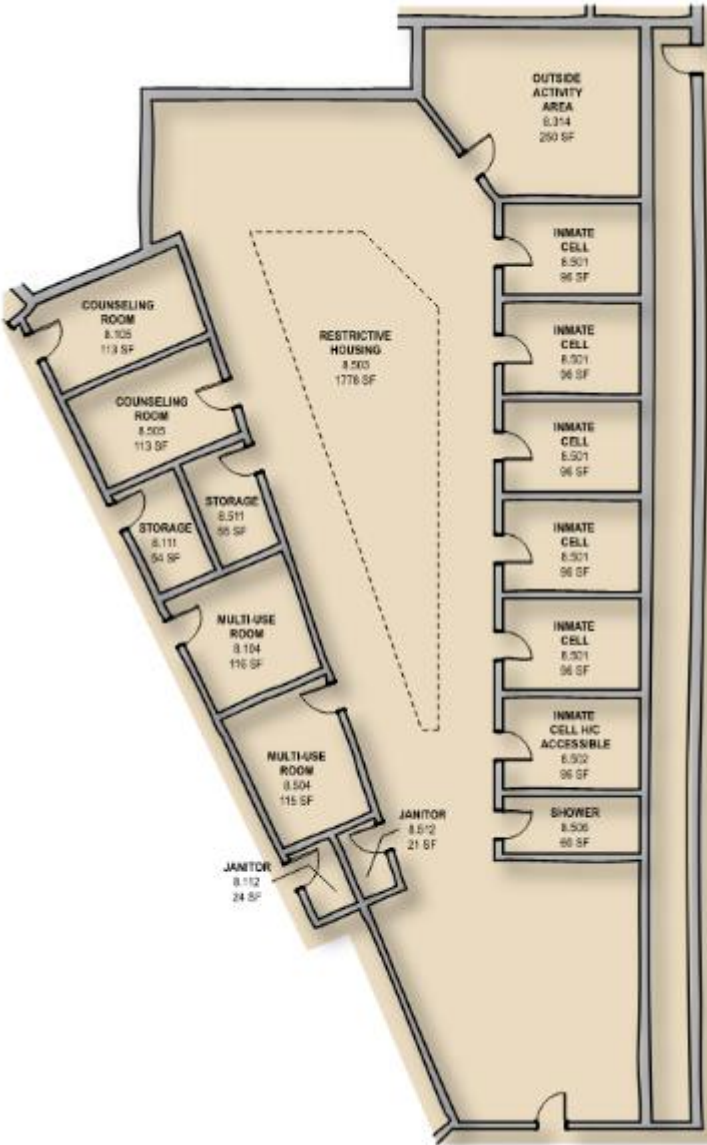 OUTSIDE
ACTIVITY
AREA
8.314
250 SF
INMATE
CELL
8.501
96 SF
COUNSELING
ROOM
8.105
113 SF
RESTRICTIVE
HOUSING
8.503
1778 SF
INMATE
CELL
8.501
96 SF
COUNSELING
ROOM
8.505
113 SF
INMATE
CELL
8.501
96 SF
STORAGE
8.511
STORAGE
8.111
54 SF
INMATE
CELL
8.501
96 SF
MULTI-USE
ROOM
8.104
116 SF
INMATE
CELL
8.501
96 SF
INMATE
CELL H/C
ACCESSIBLE
8.502
96 SF
MULTI-USE
ROOM
8.504
115 SF
JANITOR
8.512
21 SF
SHOWER
8.506
JANITOR
8.112
24 SF